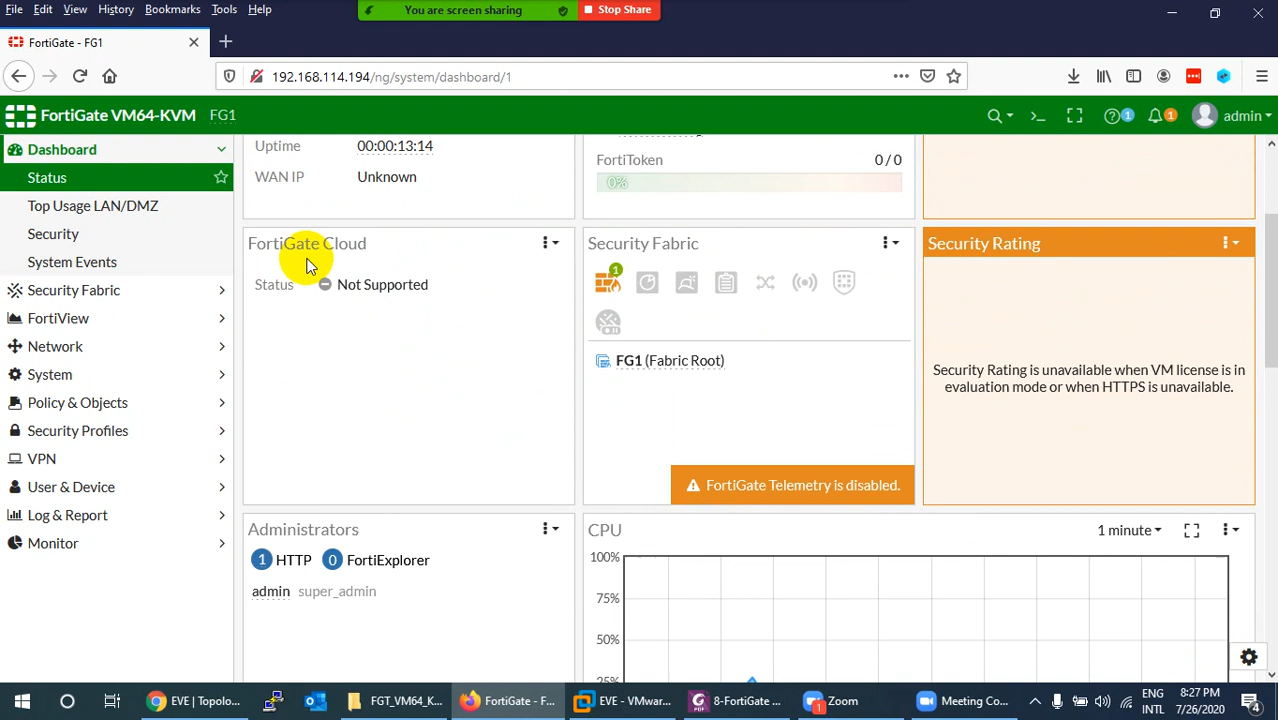 File Edit View History Bookmarks Tools Help
You are screen sharing
Stop Share
FortiGate - FG1
192.168.114.194/ng/system/dashboard/1
FortiGate VM64-KVM FG1
1
1
admin
Dashboard
Status
Top Usage LAN/DMZ
Security
System Events
Security Fabric
FortiView
Network
System
Policy & Objects
Security Profiles
VPN
User & Device
Log & Report
Monitor
Uptime 00:00:13:14
WAN IP Unknown
FortiToken 0 / 0
0%
FortiGate Cloud
Status Not Supported
Security Fabric
1
FG1 (Fabric Root)
FortiGate Telemetry is disabled.
Security Rating
Security Rating is unavailable when VM license is in
evaluation mode or when HTTPS is unavailable.
Administrators
1 HTTP 0 FortiExplorer
admin super_admin
CPU
1 minute
100%
75%
50%
25%
EVE | Topolo...
FGT_VM64_K...
FortiGate - F...
EVE - VMwar...
8-FortiGate ...
1
Zoom
Meeting Co...
ENG
INTL
8:27 PM
7/26/2020
4